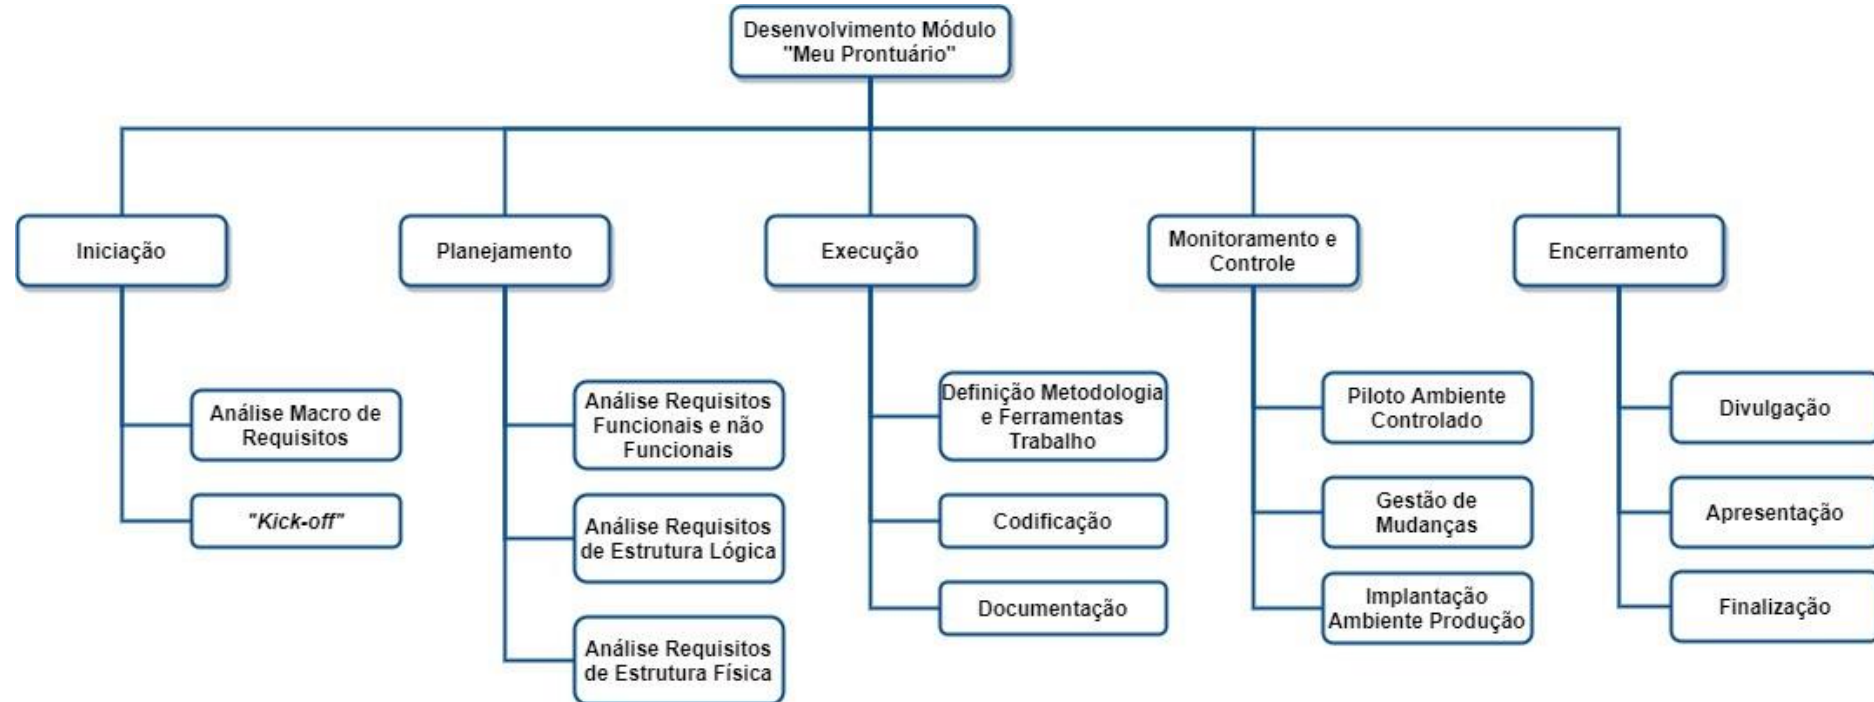 Desenvolvimento Módulo
"Meu Prontuário"
Iniciação
Planejamento
Execução
Monitoramento e
Controle
Encerramento
Análise Macro de
Requisitos
"Kick-off"
Análise Requisitos
Funcionais e não
Funcionais
Análise Requisitos
de Estrutura Lógica
Análise Requisitos
de Estrutura Física
Definição Metodologia
e Ferramentas
Trabalho
Codificação
Documentação
Piloto Ambiente
Controlado
Gestão de
Mudanças
Implantação
Ambiente Produção
Divulgação
Apresentação
Finalização